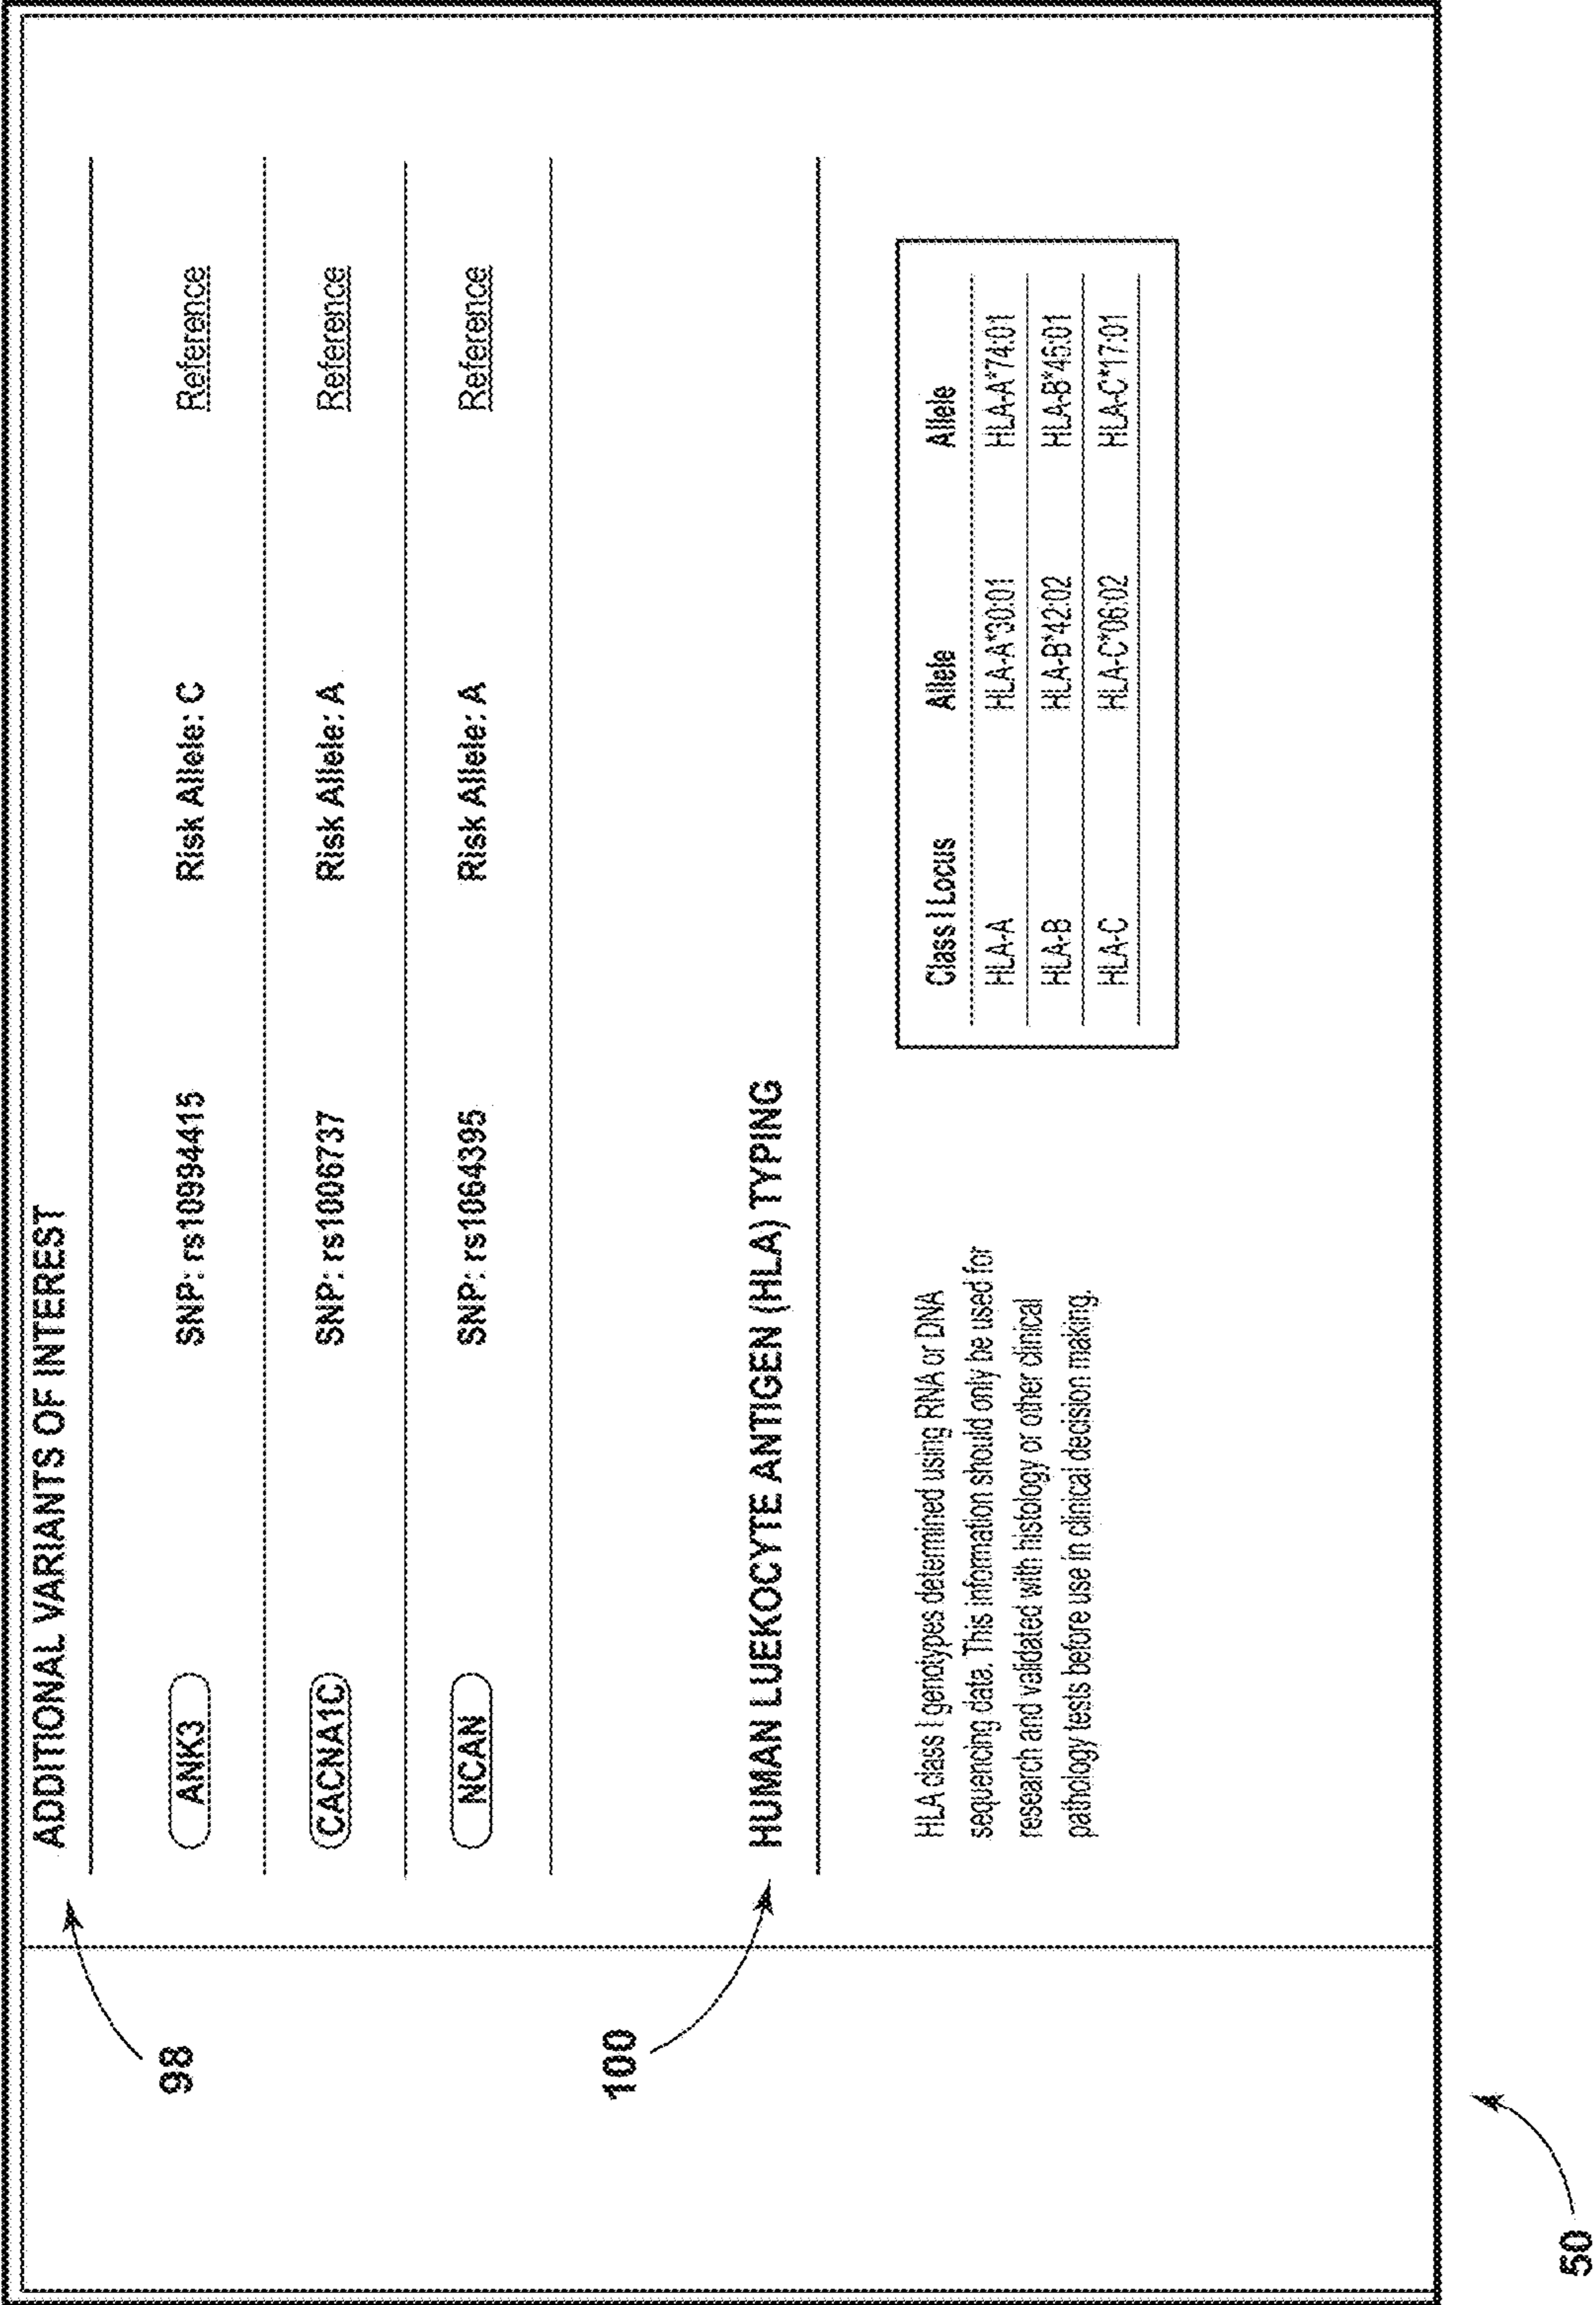 ADDITIONAL VARIANTS OF INTEREST
98
ANK3 SNP: rs10994415 Risk Allele: C Reference
CACNA1C SNP: rs1006737 Risk Allele: A Reference
NCAN SNP: rs1064395 Risk Allele: A Reference
100
HUMAN LUEKOCYTE ANTIGEN (HLA) TYPING
HLA class I genotypes determined using RNA or DNA
sequencing data. This information should only be used for
research and validated with histology or other clinical
pathology tests before use in clinical decision making.
Class I Locus Allele Allele
HLA-A HLA-A*30:01 HLA-A*74:01
HLA-B HLA-B*42:02 HLA-B*45:01
HLA-C HLA-C*06:02 HLA-C*17:01
50